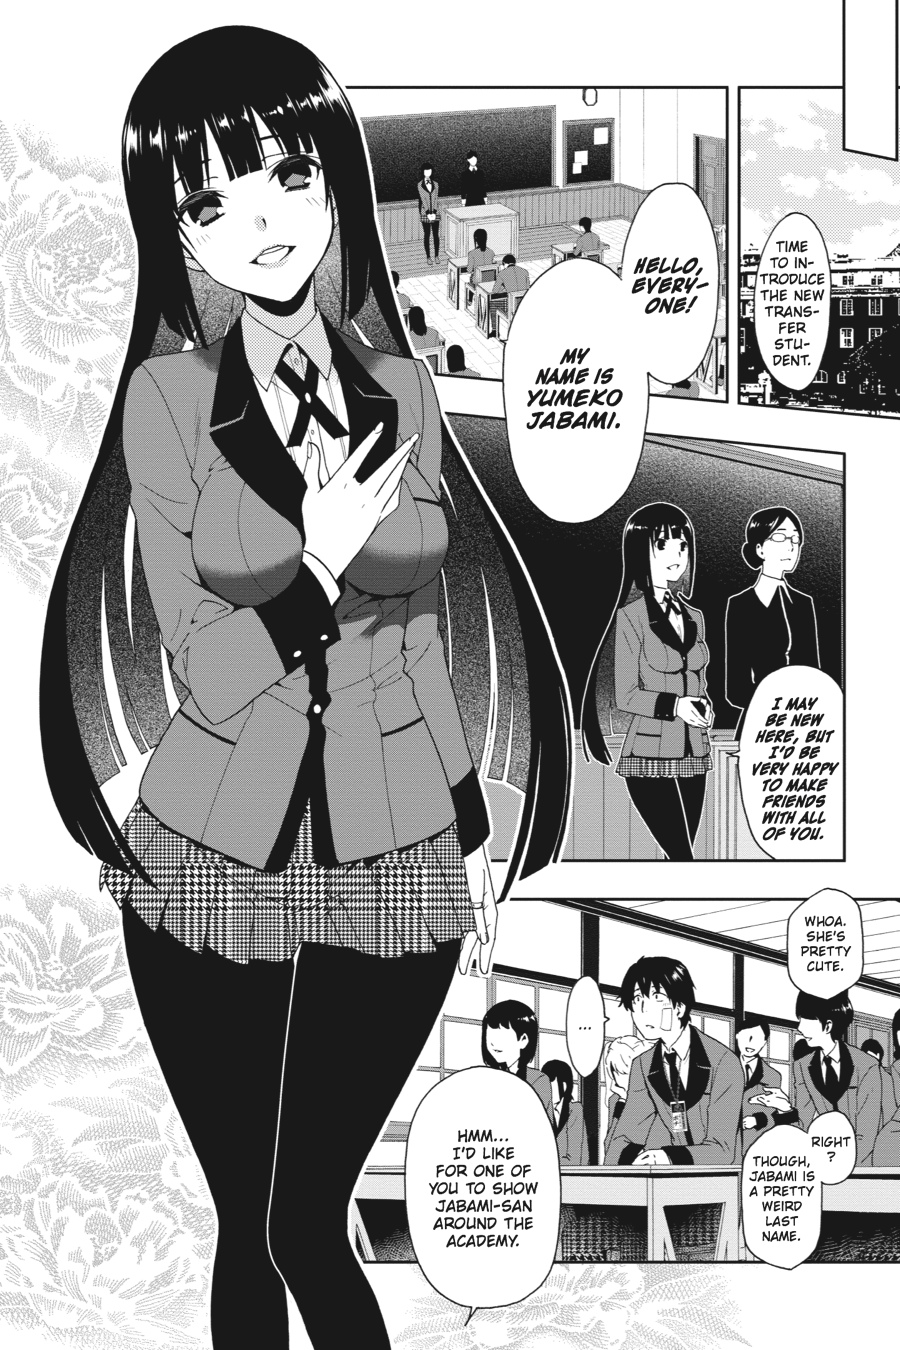 TIME
TO IN-
TRODUCE
THE NEW
TRANS-
FER
STU-
DENT.
HELLO,
EVERY-
ONE!
MY
NAME IS
YUMEKO
JABAMI.
I MAY
BE NEW
HERE, BUT
I'D BE
VERY HAPPY
TO MAKE
FRIENDS
WITH ALL
OF YOU.
WHOA.
SHE'S
PRETTY
CUTE.
RIGHT
?
THOUGH,
JABAMI IS
A PRETTY
WEIRD
LAST
NAME.
...
HMM...
I'D LIKE
FOR ONE OF
YOU TO SHOW
JABAMI-SAN
AROUND THE
ACADEMY.